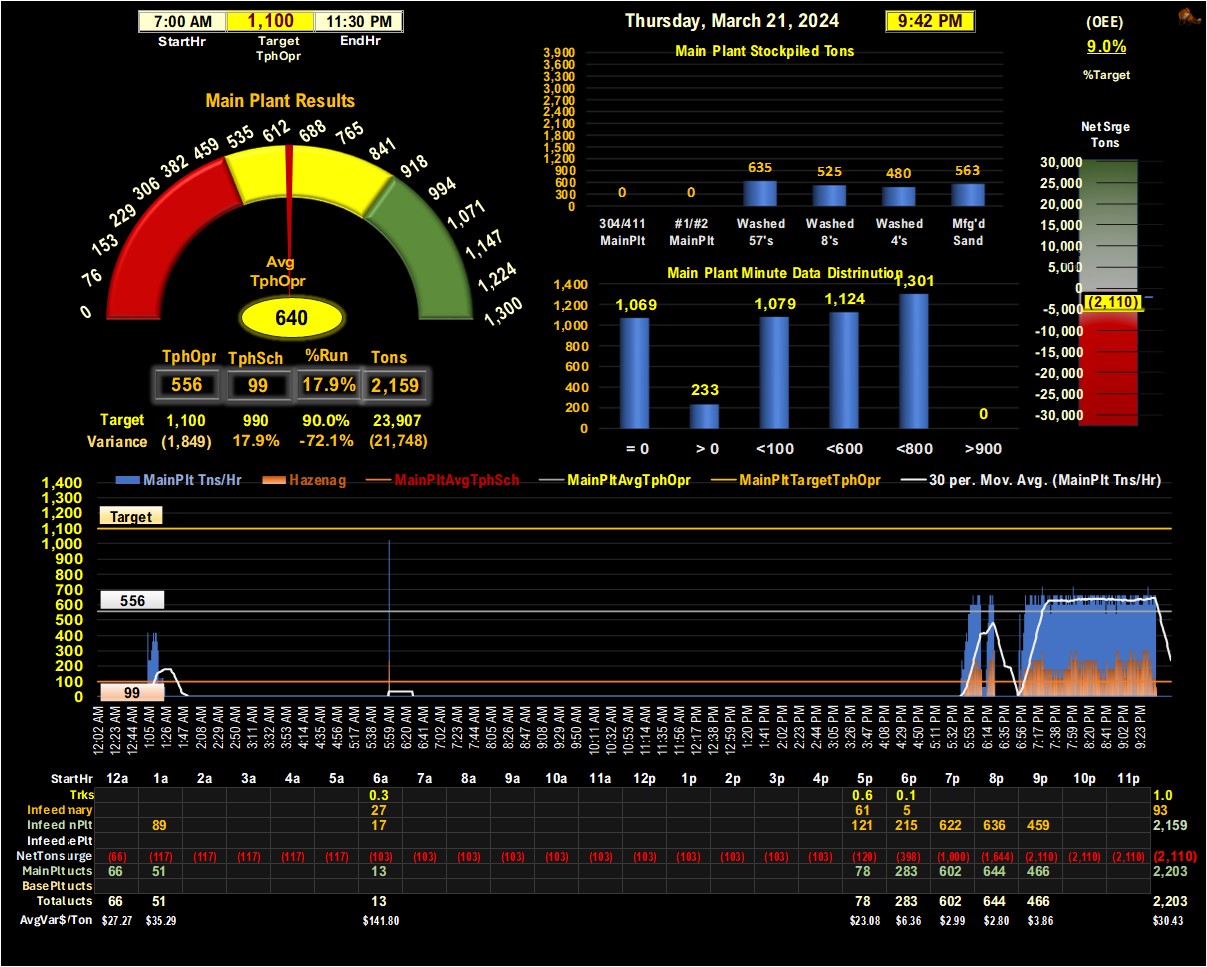 7:00 AM 1,100 11:30 PM
StartHr Target TphOpr EndHr
Thursday, March 21, 2024 9:42 PM
(OEE)
9.0%
%Target
Main Plant Stockpiled Tons
3,900
3,600
3,300
3,000
2,700
2,400
2,100
1,800
1,500
1,200
900
600
300
0
0 0 635 525 480 563
304/411 MainPlt #1/#2 MainPlt Washed 57's Washed 8's Washed 4's Mfg'd Sand
Main Plant Results
0 76 153 229 306 382 459 535 612 688 765 841 918 994 1,071 1,147 1,224 1,300
Avg
TphOpr
640
TphOpr TphSch %Run Tons
556 99 17.9% 2,159
Target 1,100 990 90.0% 23,907
Variance (1,849) 17.9% -72.1% (21,748)
Main Plant Minute Data Distrinution
1,400
1,200
1,000
800
600
400
200
0
1,069 233 1,079 1,124 1,301 0
= 0 > 0 <100 <600 <800 >900
Net Srge
Tons
30,000
25,000
20,000
15,000
10,000
5,000
0
(2,110)
-5,000
-10,000
-15,000
-20,000
-25,000
-30,000
MainPlt Tns/Hr Hazenag MainPltAvgTphSch MainPltAvgTphOpr MainPltTargetTphOpr 30 per. Mov. Avg. (MainPlt Tns/Hr)
1,400
1,300
1,200
1,100
1,000
900
800
700
600
500
400
300
200
100
0
Target
556
99
12:02 AM 12:23 AM 12:44 AM 1:05 AM 1:26 AM 1:47 AM 2:08 AM 2:29 AM 2:50 AM 3:11 AM 3:32 AM 3:53 AM 4:14 AM 4:35 AM 4:56 AM 5:17 AM 5:38 AM 5:59 AM 6:20 AM 6:41 AM 7:02 AM 7:23 AM 7:44 AM 8:05 AM 8:26 AM 8:47 AM 9:08 AM 9:29 AM 9:50 AM 10:11 AM 10:32 AM 10:53 AM 11:14 AM 11:35 AM 11:56 AM 12:17 PM 12:38 PM 12:59 PM 1:20 PM 1:41 PM 2:02 PM 2:23 PM 2:44 PM 3:05 PM 3:26 PM 3:47 PM 4:08 PM 4:29 PM 4:50 PM 5:11 PM 5:32 PM 5:53 PM 6:14 PM 6:35 PM 6:56 PM 7:17 PM 7:38 PM 7:59 PM 8:20 PM 8:41 PM 9:02 PM 9:23 PM
StartHr 12a 1a 2a 3a 4a 5a 6a 7a 8a 9a 10a 11a 12p 1p 2p 3p 4p 5p 6p 7p 8p 9p 10p 11p
Trks 0.3 0.6 0.1 1.0
Infeed nary 27 61 5 93
Infeed nPlt 89 17 121 215 622 636 459 2,159
Infeed ePlt
NetTons urge (66) (117) (117) (117) (117) (117) (103) (103) (103) (103) (103) (103) (103) (103) (103) (103) (103) (120) (398) (1,000) (1,644) (2,110) (2,110) (2,110) (2,110)
MainPlt ucts 66 51 13 78 283 602 644 466 2,203
BasePlt ucts
Total ucts 66 51 13 78 283 602 644 466 2,203
AvgVar$/Ton $27.27 $35.29 $141.80 $23.08 $6.36 $2.99 $2.80 $3.86 $30.43